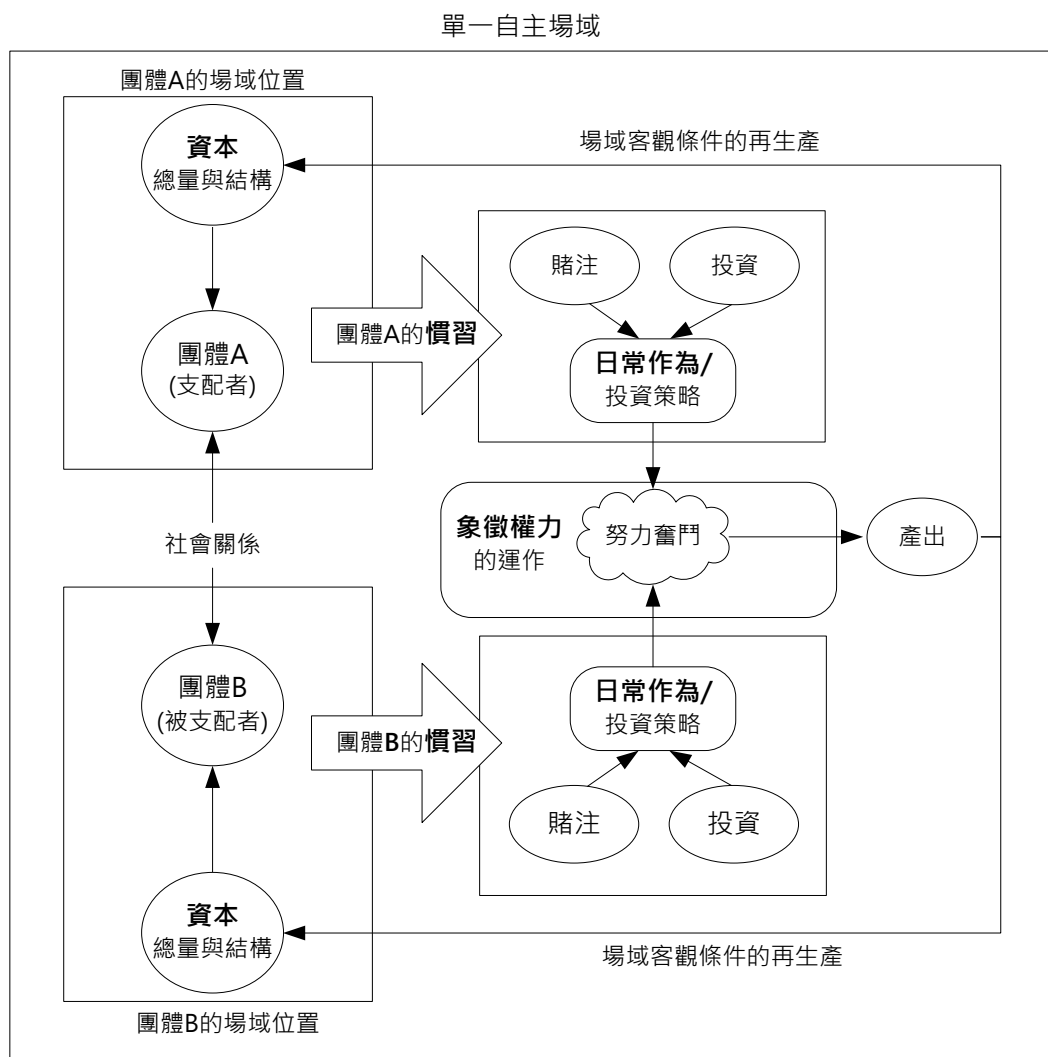 單一自主場域
團體A的場域位置
資本
總量與結構
場域客觀條件的再生產
賭注
投資
團體A的慣習
團體A
(支配者)
日常作為/
投資策略
社會關係
象徵權力
的運作
努力奮鬥
產出
團體B
(被支配者)
團體B的慣習
日常作為/
投資策略
賭注
投資
資本
總量與結構
場域客觀條件的再生產
團體B的場域位置